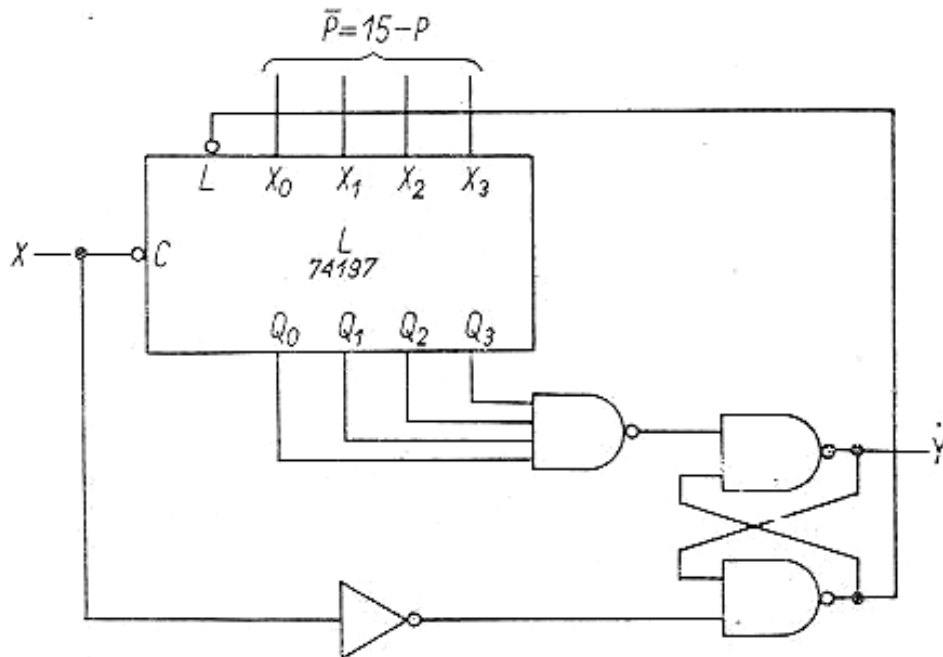 P̅=15-P
L X₀ X₁ X₂ X₃
X C L
74197
Q₀ Q₁ Q₂ Q₃
Y